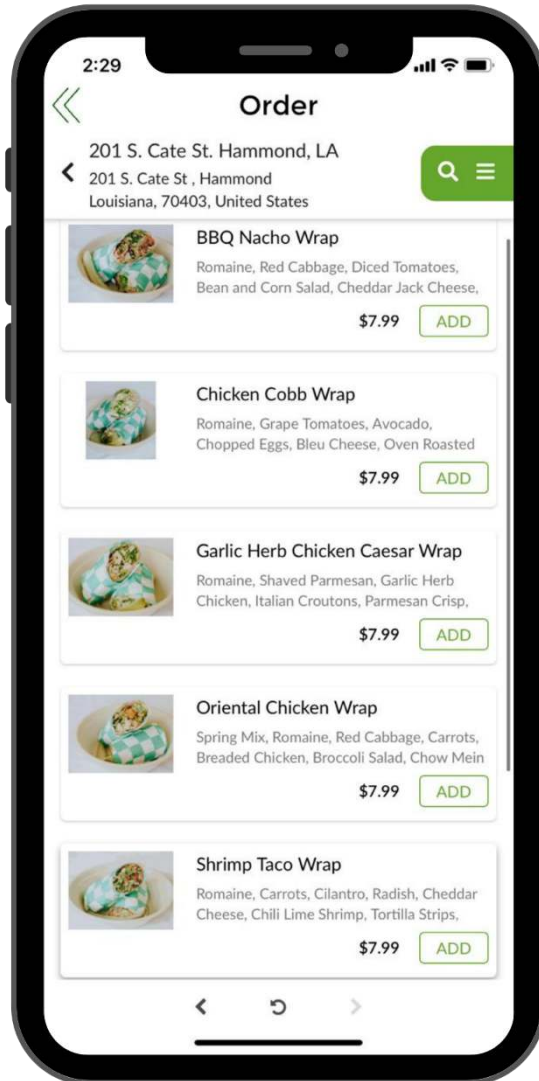 2:29
Order
201 S. Cate St. Hammond, LA
201 S. Cate St , Hammond
Louisiana, 70403, United States
BBQ Nacho Wrap
Romaine, Red Cabbage, Diced Tomatoes,
Bean and Corn Salad, Cheddar Jack Cheese,
$7.99 ADD
Chicken Cobb Wrap
Romaine, Grape Tomatoes, Avocado,
Chopped Eggs, Bleu Cheese, Oven Roasted
$7.99 ADD
Garlic Herb Chicken Caesar Wrap
Romaine, Shaved Parmesan, Garlic Herb
Chicken, Italian Croutons, Parmesan Crisp,
$7.99 ADD
Oriental Chicken Wrap
Spring Mix, Romaine, Red Cabbage, Carrots,
Breaded Chicken, Broccoli Salad, Chow Mein
$7.99 ADD
Shrimp Taco Wrap
Romaine, Carrots, Cilantro, Radish, Cheddar
Cheese, Chili Lime Shrimp, Tortilla Strips,
$7.99 ADD